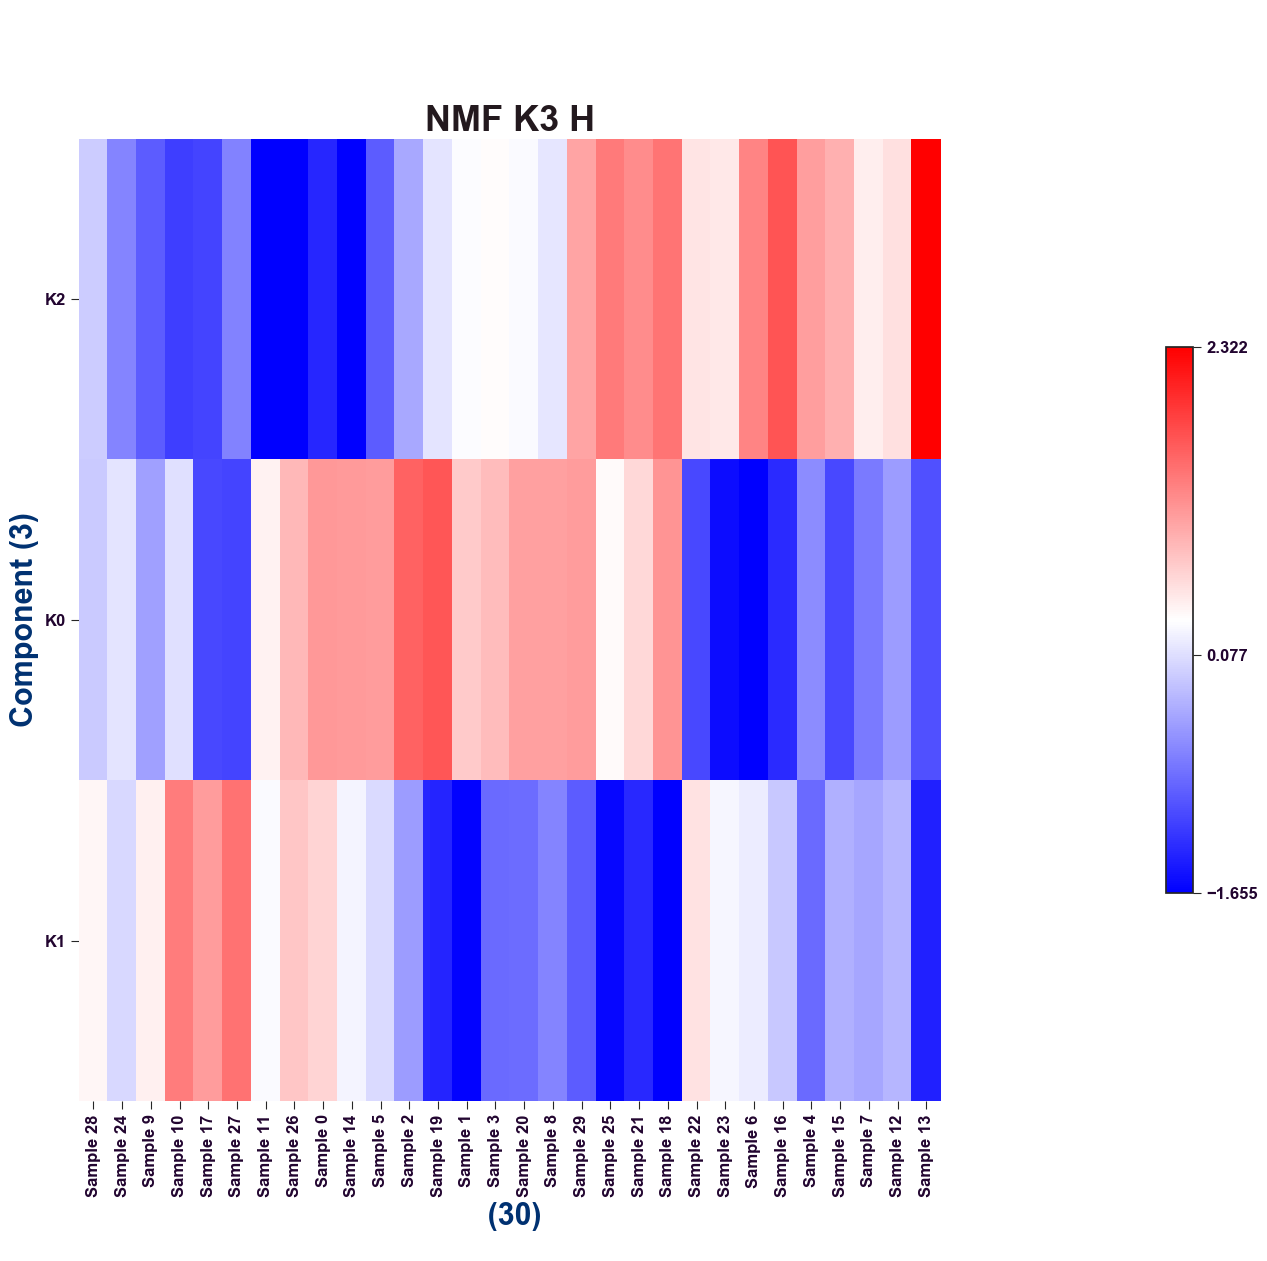 NMF K3 H
K2
K0
K1
Component (3)
Sample 28
Sample 24
Sample 9
Sample 10
Sample 17
Sample 27
Sample 11
Sample 26
Sample 0
Sample 14
Sample 5
Sample 2
Sample 19
Sample 1
Sample 3
Sample 20
Sample 8
Sample 29
Sample 25
Sample 21
Sample 18
Sample 22
Sample 23
Sample 6
Sample 16
Sample 4
Sample 15
Sample 7
Sample 12
Sample 13
(30)
2.322
0.077
−1.655